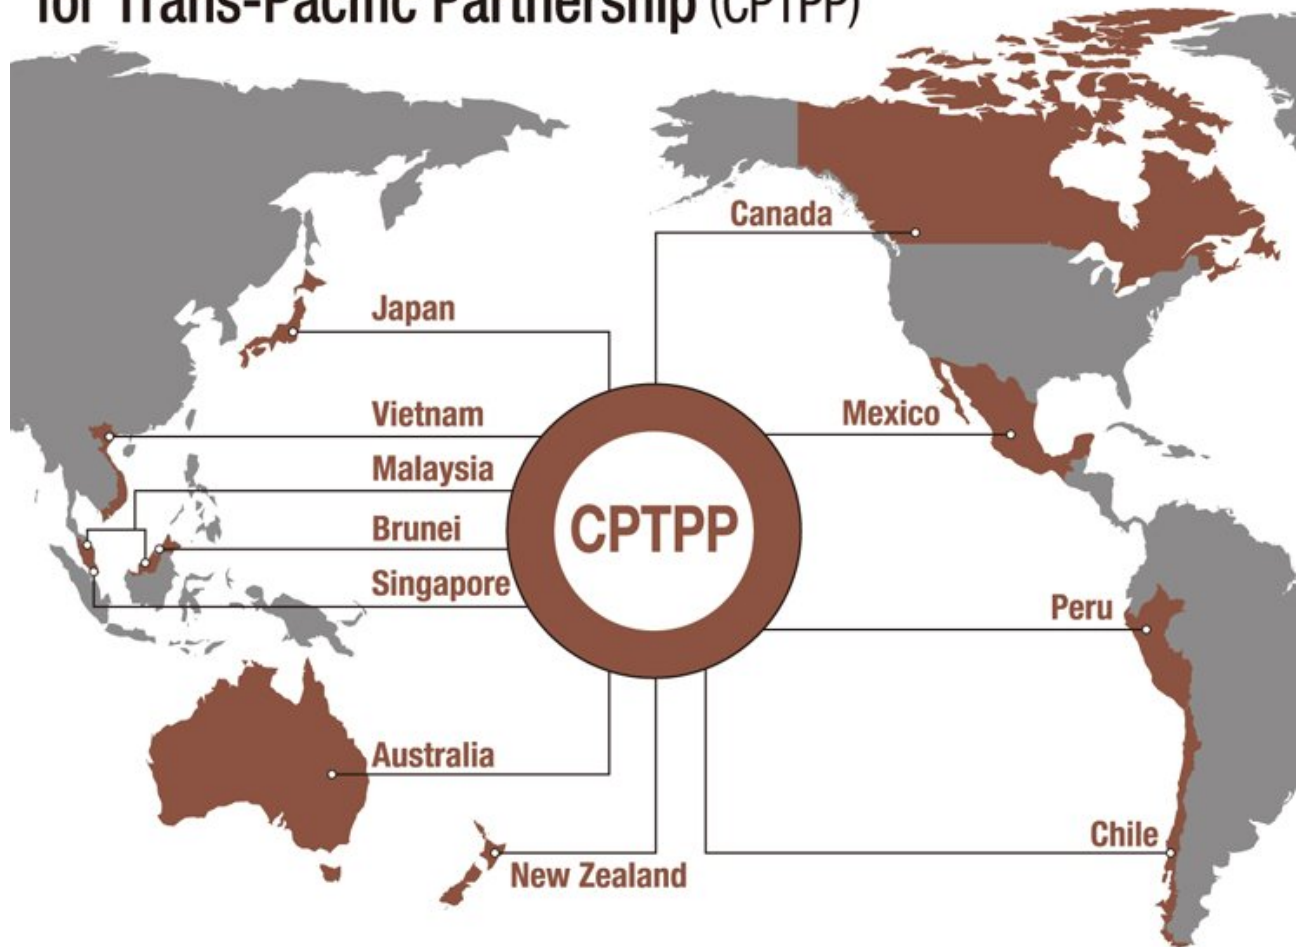 for Trans-Pacific Partnership (CPTPP)
Canada
Japan
Vietnam
Mexico
Malaysia
Brunei
CPTPP
Singapore
Peru
Australia
Chile
New Zealand